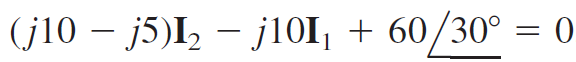 (j10 − j5)I₂ − j10I₁ + 60/30° = 0